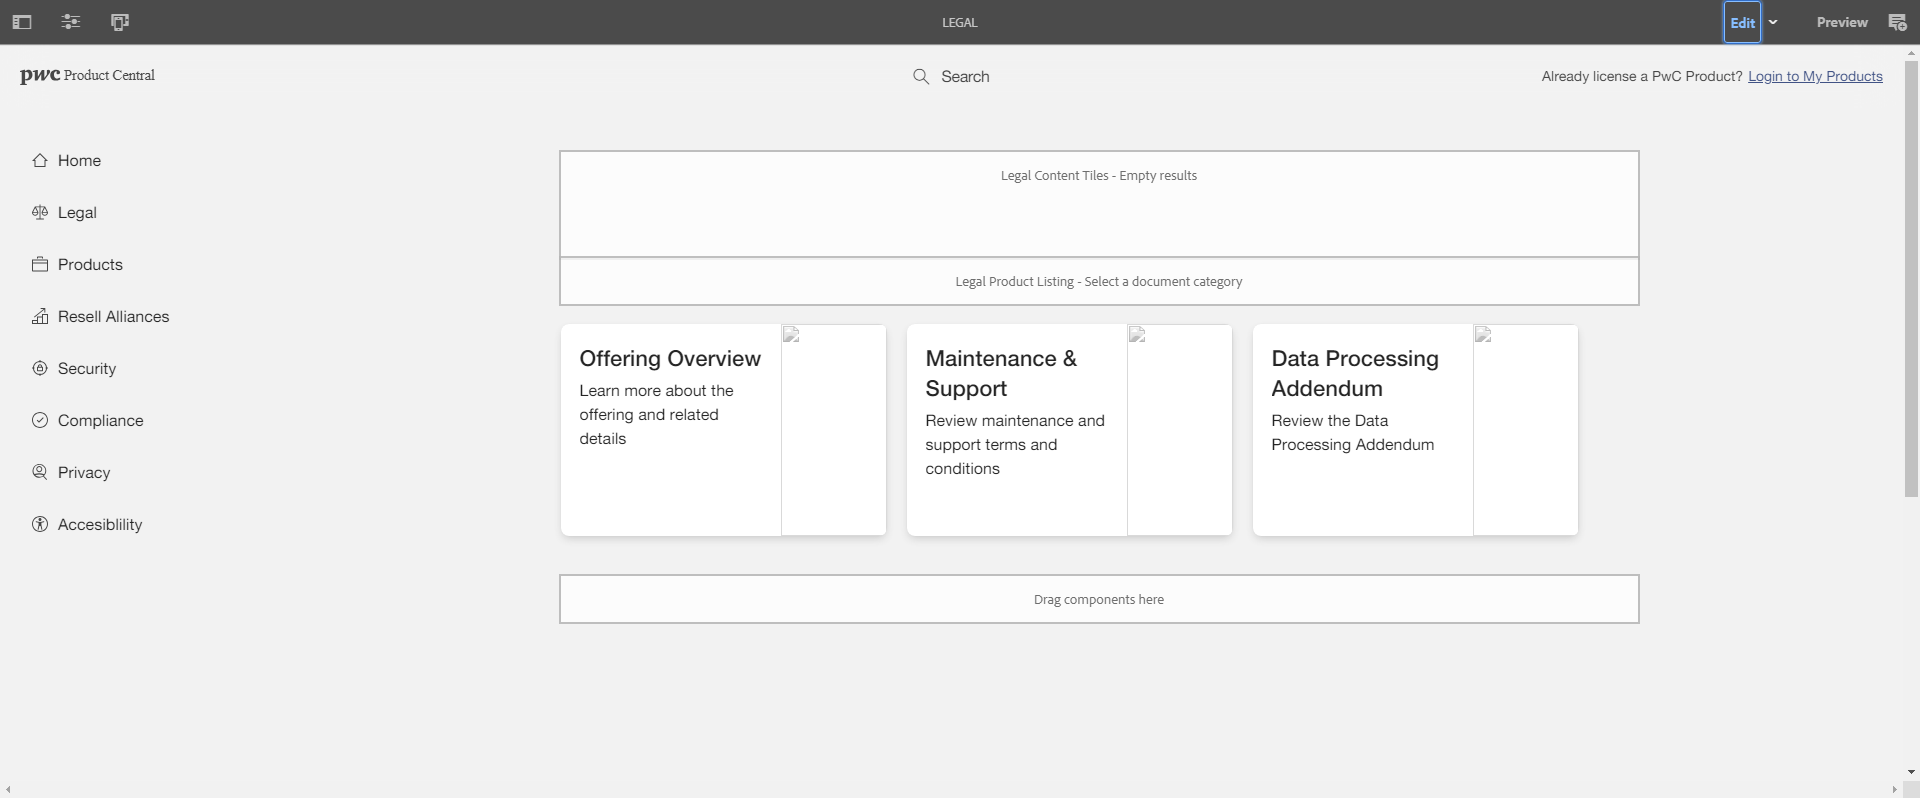 LEGAL
Edit
Preview
pwc Product Central
Search
Already license a PwC Product? Login to My Products
Home
Legal
Products
Resell Alliances
Security
Compliance
Privacy
Accesiblility
Legal Content Tiles - Empty results
Legal Product Listing - Select a document category
Offering Overview
Learn more about the
offering and related
details
Maintenance &
Support
Review maintenance and
support terms and
conditions
Data Processing
Addendum
Review the Data
Processing Addendum
Drag components here